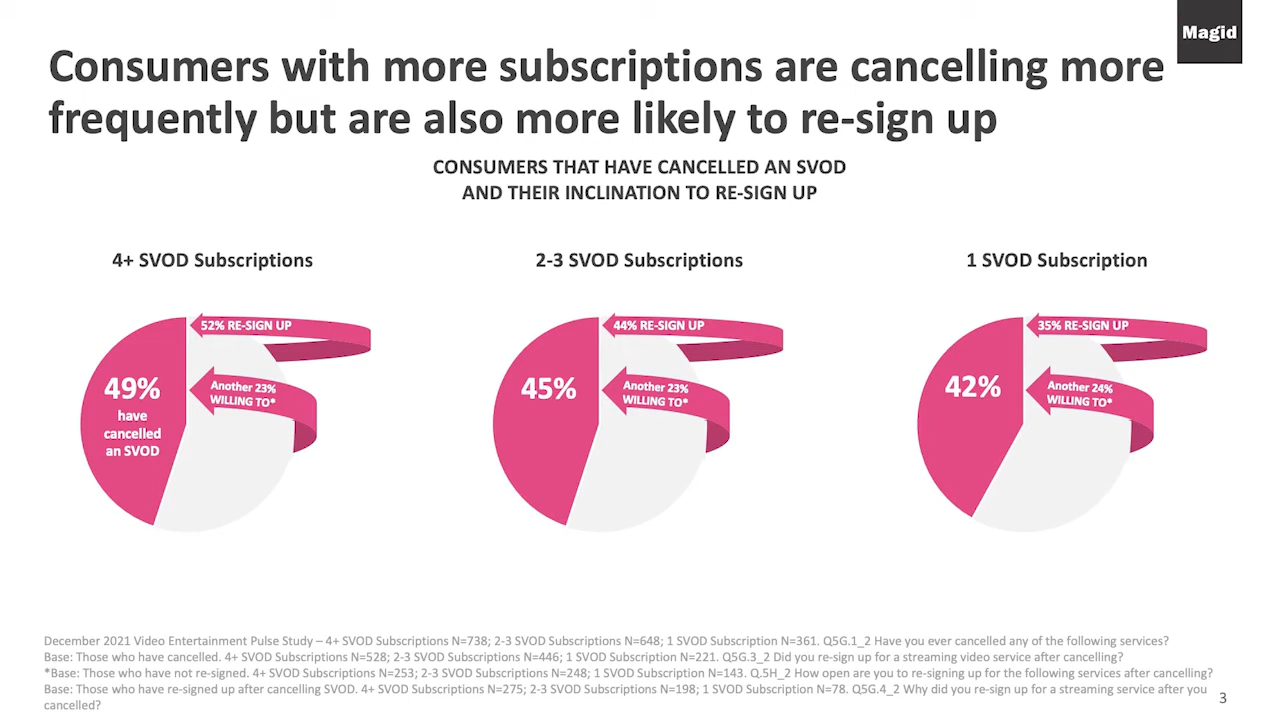 Magid
Consumers with more subscriptions are cancelling more
frequently but are also more likely to re-sign up
CONSUMERS THAT HAVE CANCELLED AN SVOD
AND THEIR INCLINATION TO RE-SIGN UP
4+ SVOD Subscriptions
52% RE-SIGN UP
Another 23%
WILLING TO*
49%
have
cancelled
an SVOD
2-3 SVOD Subscriptions
44% RE-SIGN UP
Another 23%
WILLING TO*
45%
1 SVOD Subscription
35% RE-SIGN UP
Another 24%
WILLING TO*
42%
December 2021 Video Entertainment Pulse Study – 4+ SVOD Subscriptions N=738; 2-3 SVOD Subscriptions N=648; 1 SVOD Subscription N=361. Q5G.1_2 Have you ever cancelled any of the following services?
Base: Those who have cancelled. 4+ SVOD Subscriptions N=528; 2-3 SVOD Subscriptions N=446; 1 SVOD Subscription N=221. Q5G.3_2 Did you re-sign up for a streaming video service after cancelling?
*Base: Those who have not re-signed. 4+ SVOD Subscriptions N=253; 2-3 SVOD Subscriptions N=248; 1 SVOD Subscription N=143. Q.5H_2 How open are you to re-signing up for the following services after cancelling?
Base: Those who have re-signed up after cancelling SVOD. 4+ SVOD Subscriptions N=275; 2-3 SVOD Subscriptions N=198; 1 SVOD Subscription N=78. Q5G.4_2 Why did you re-sign up for a streaming service after you
cancelled?
3